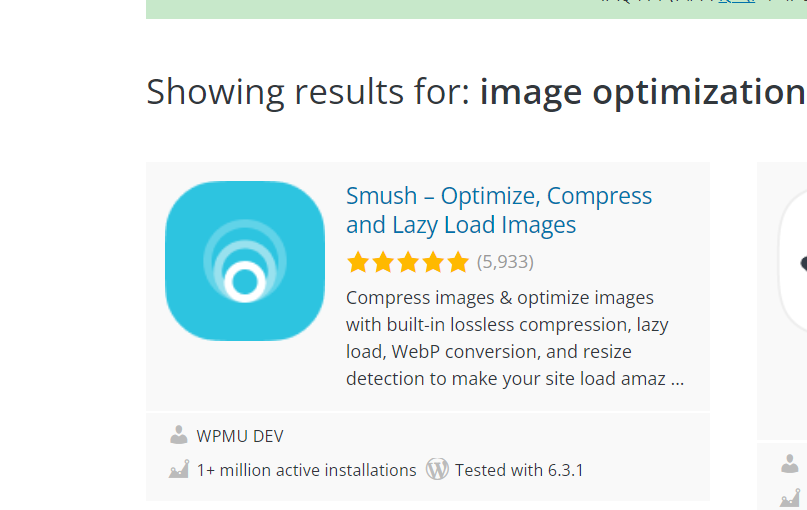 Showing results for: image optimization
Smush – Optimize, Compress
and Lazy Load Images
(5,933)
Compress images & optimize images
with built-in lossless compression, lazy
load, WebP conversion, and resize
detection to make your site load amaz ...
WPMU DEV
1+ million active installations Tested with 6.3.1